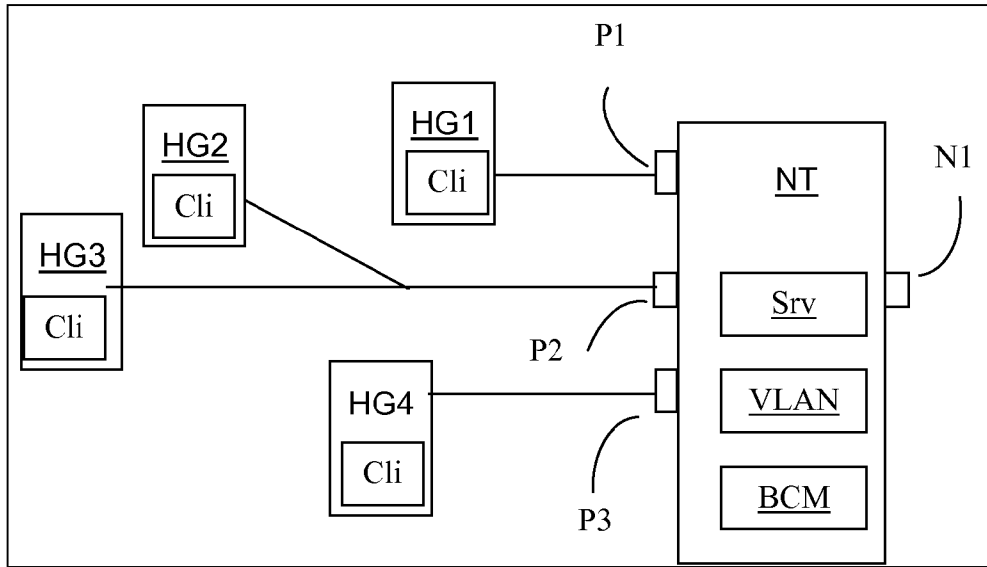 P1
HG1
Cli
HG2
Cli
NT
N1
HG3
Cli
Srv
P2
HG4
Cli
VLAN
BCM
P3